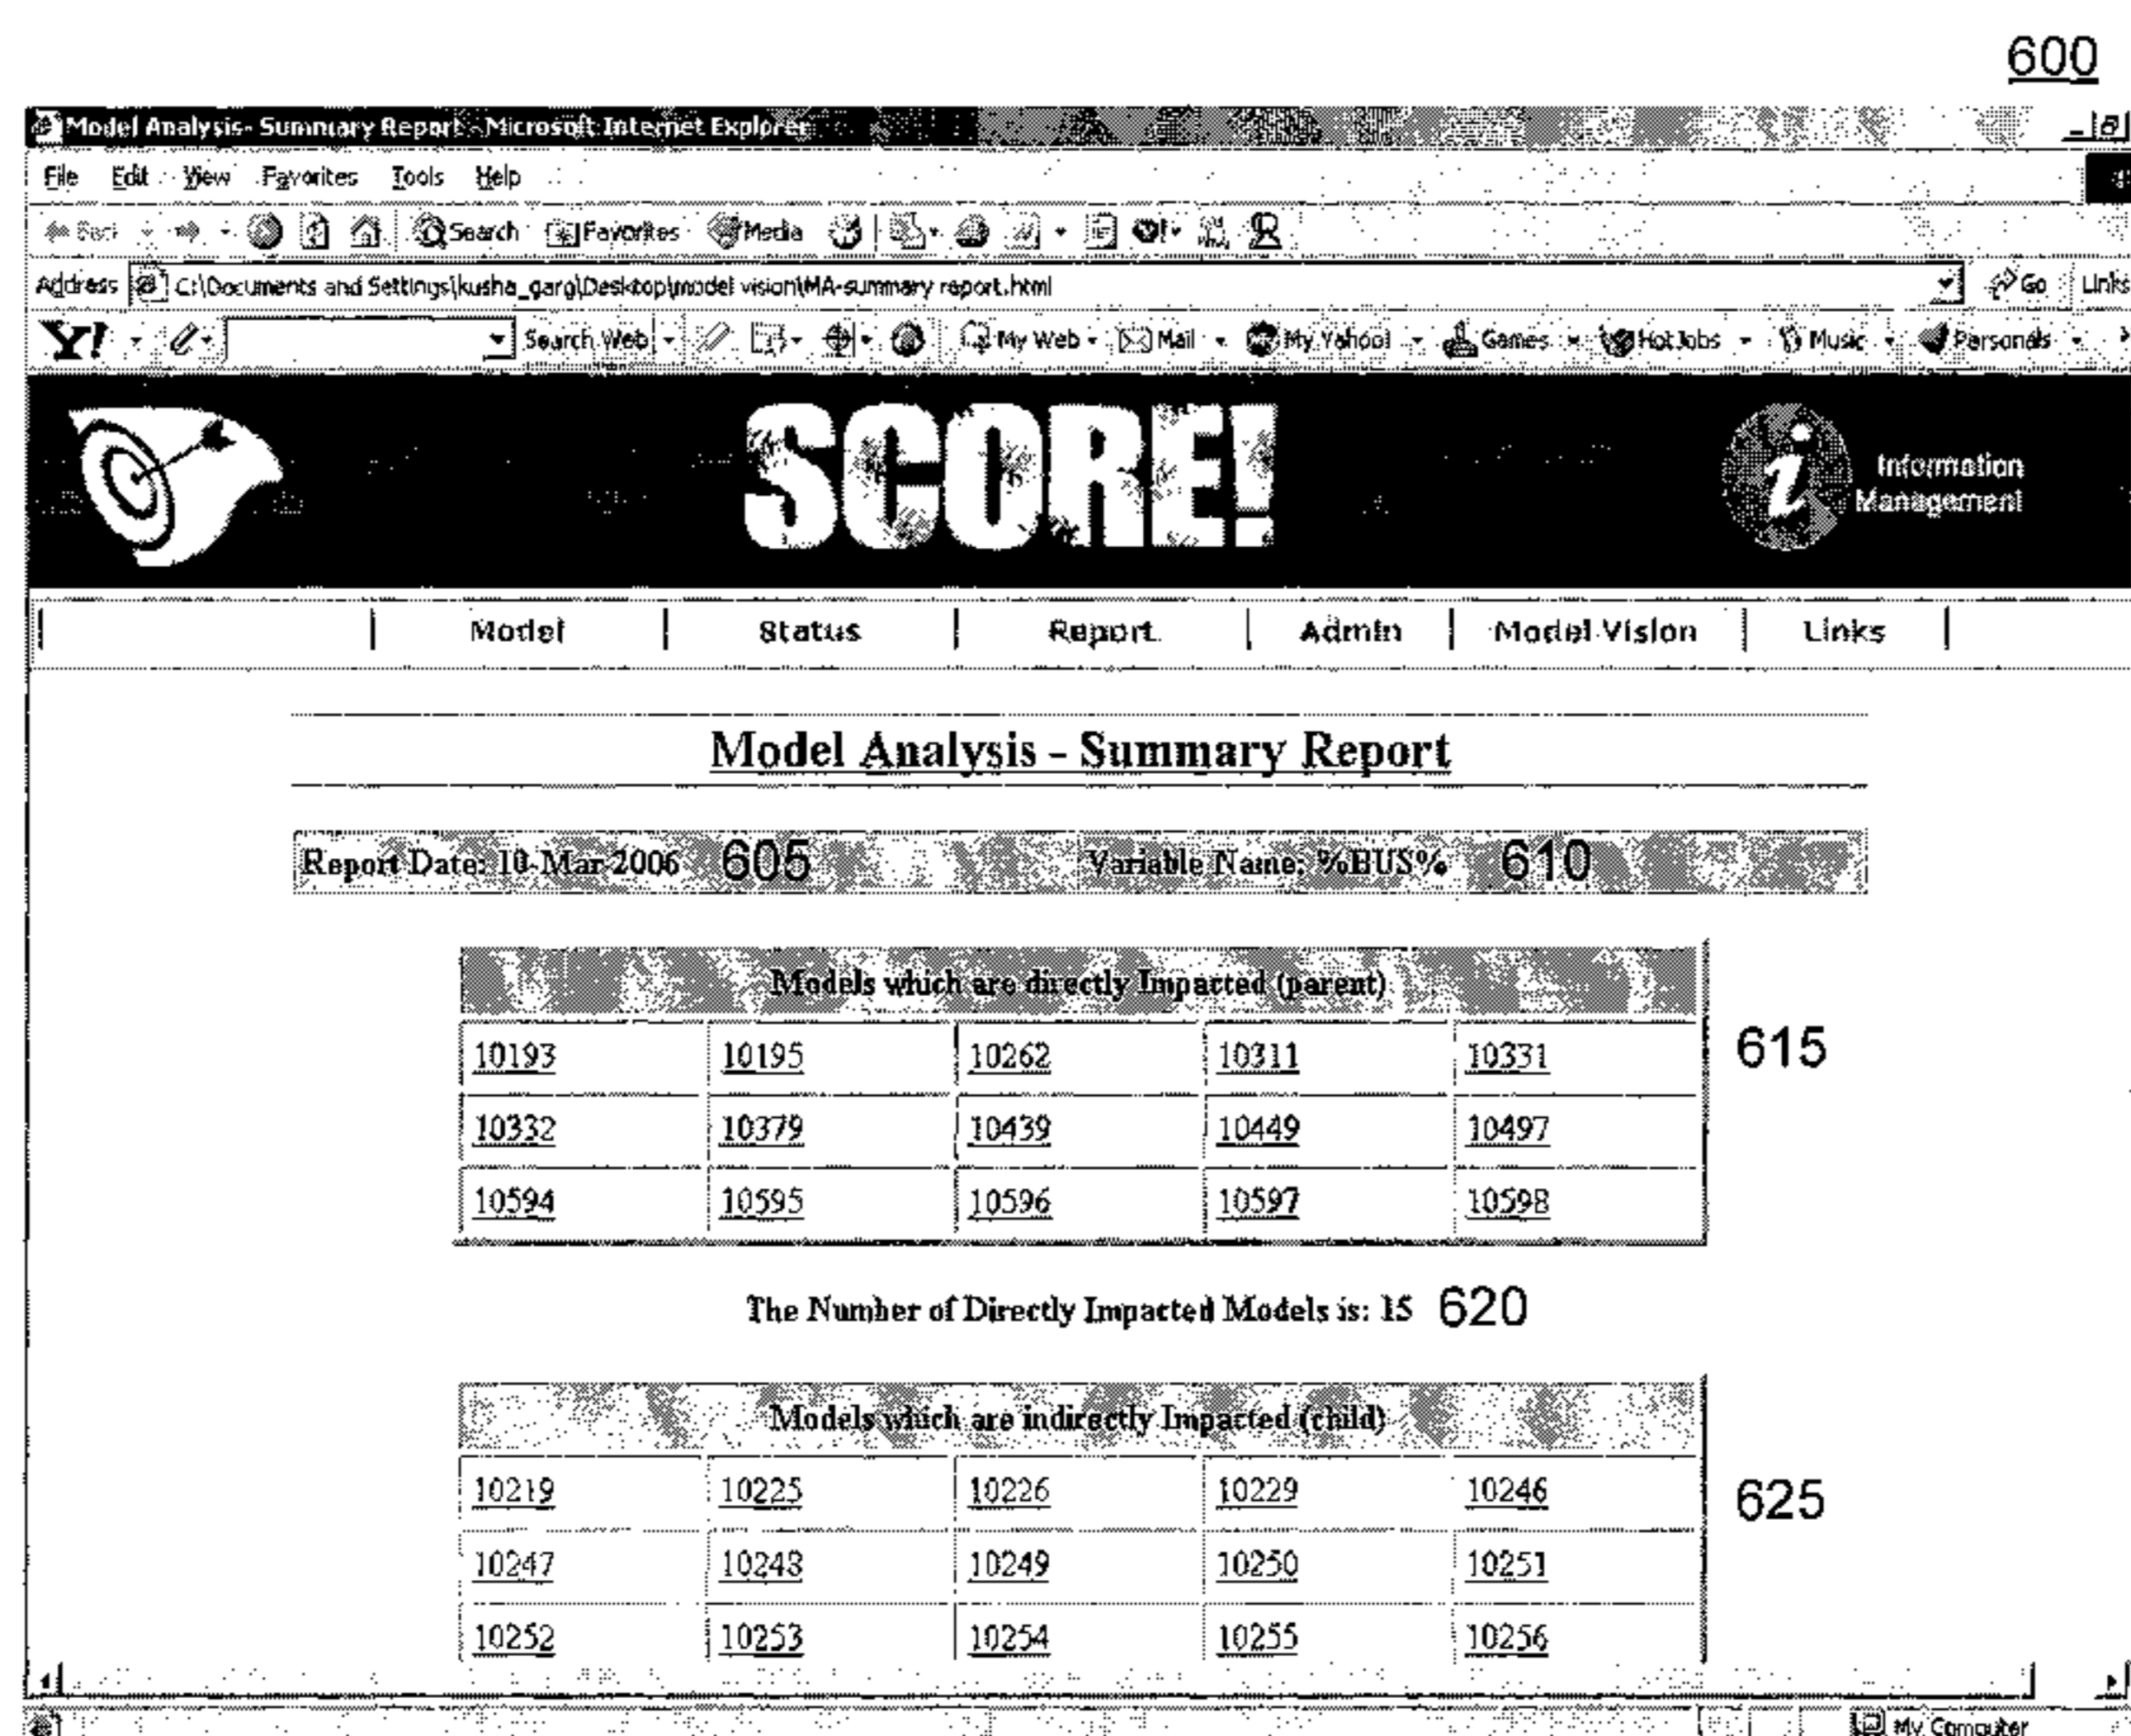 600
Model Analysis- Summary Report - Microsoft Internet Explorer
File Edit View Favorites Tools Help
Back Search Favorites Media
Address C:\Documents and Settings\kusha_garg\Desktop\model vision\MA-summary report.html Go Links
Y! Search Web My Web Mail My Yahoo! Games HotJobs Music Personals
SCORE!
Information
Management
Model Status Report Admin Model Vision Links
Model Analysis - Summary Report
Report Date: 10-Mar-2006 605 Variable Name: %BUS% 610
Models which are directly Impacted (parent)
10193 10195 10262 10311 10331 615
10332 10379 10439 10449 10497
10594 10595 10596 10597 10598
The Number of Directly Impacted Models is: 15 620
Models which are indirectly Impacted (child)
10219 10225 10226 10229 10246 625
10247 10248 10249 10250 10251
10252 10253 10254 10255 10256
My Computer